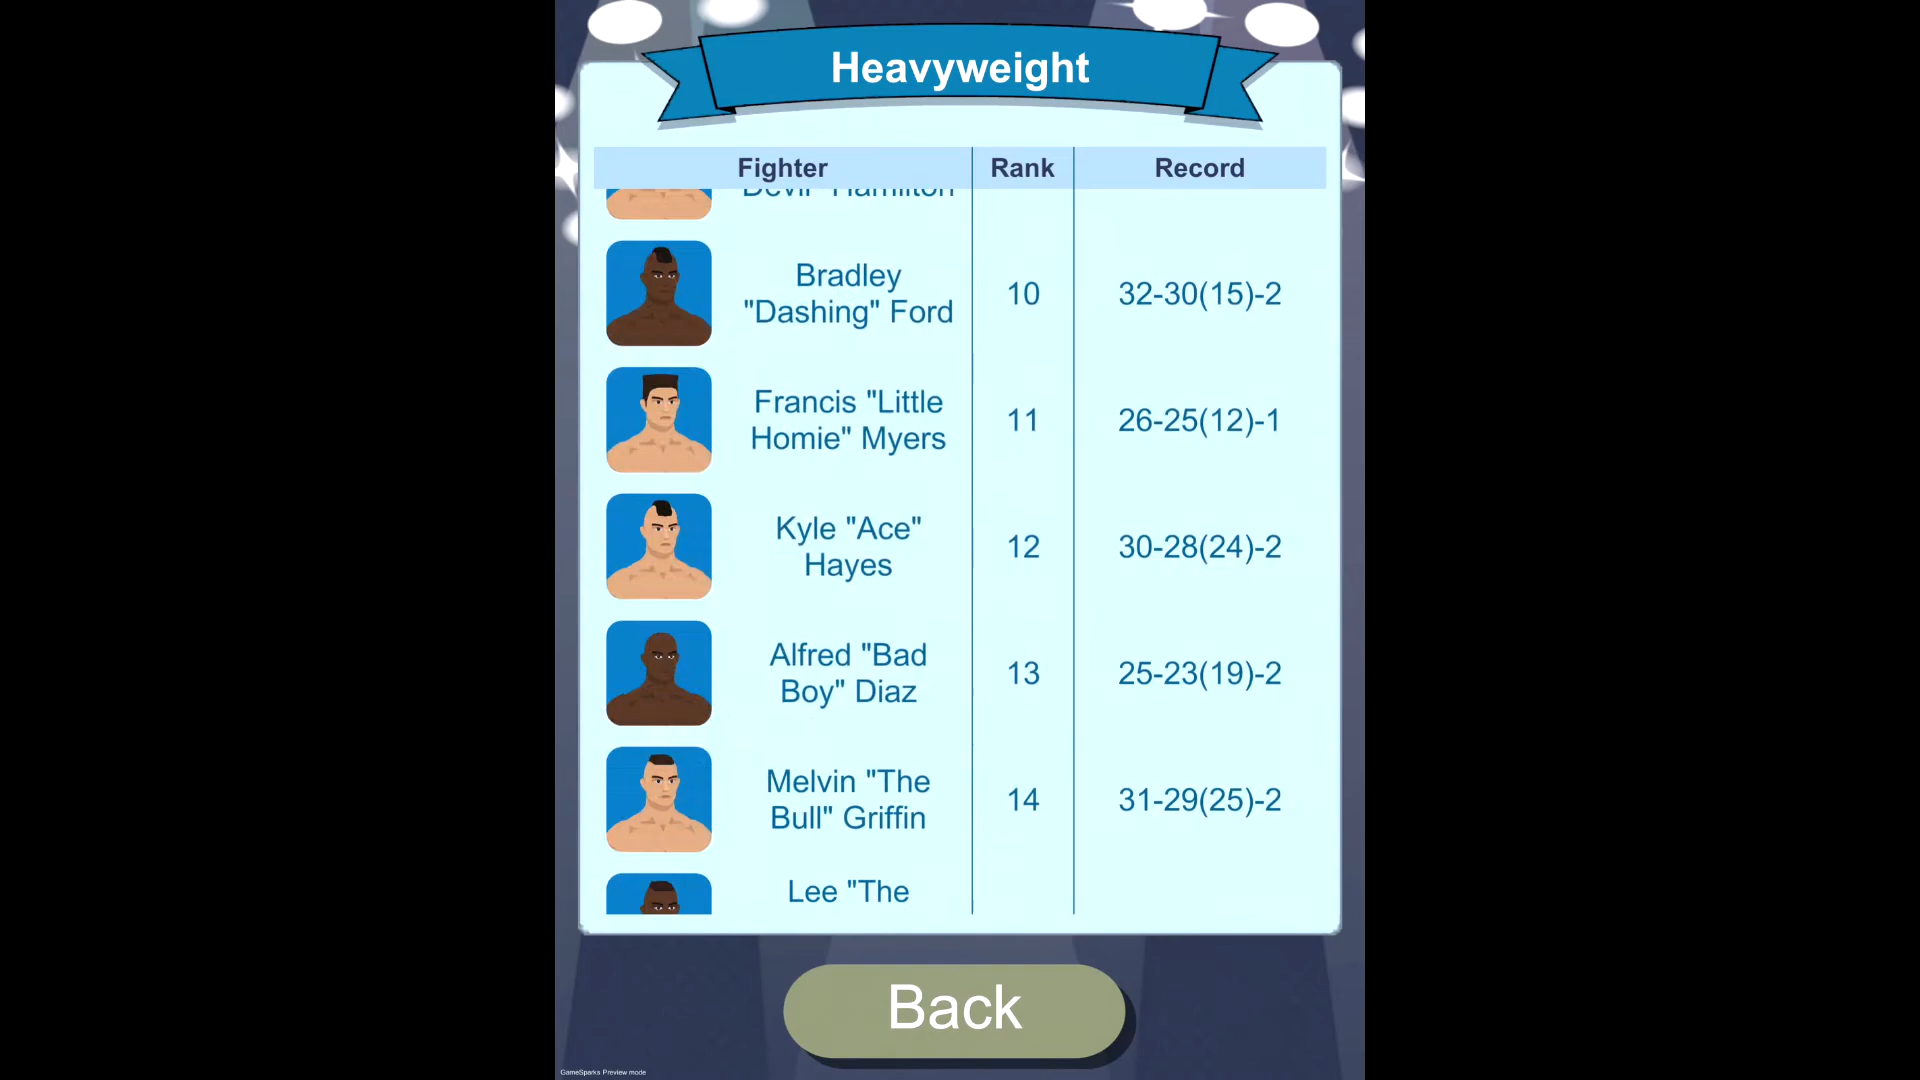 Heavyweight
Fighter Rank Record
Devil" Hamilton
Bradley
"Dashing" Ford
10
32-30(15)-2
Francis "Little
Homie" Myers
11
26-25(12)-1
Kyle "Ace"
Hayes
12
30-28(24)-2
Alfred "Bad
Boy" Diaz
13
25-23(19)-2
Melvin "The
Bull" Griffin
14
31-29(25)-2
Lee "The
Back
GameSparks Preview mode